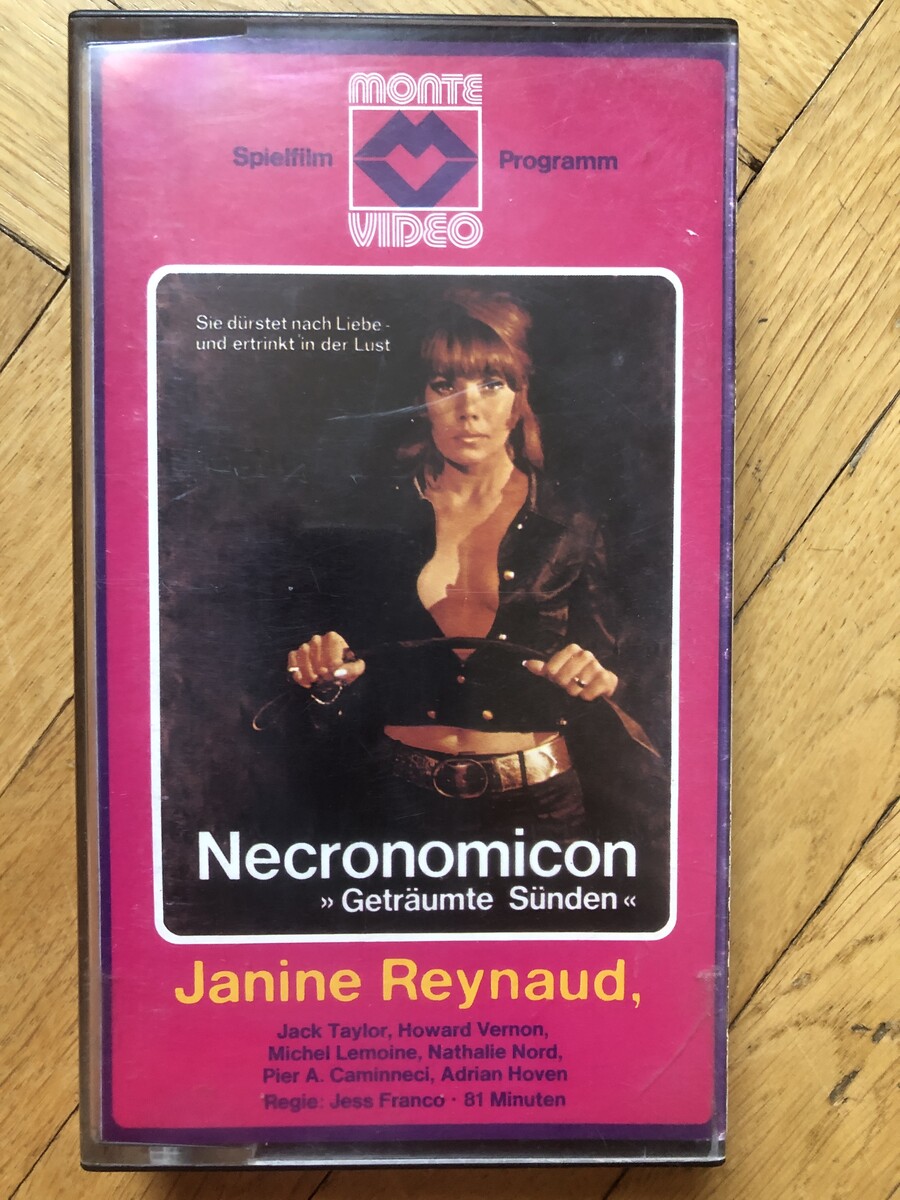 MONTE
Spielfilm Programm
VIDEO
Sie dürstet nach Liebe -
und ertrinkt in der Lust
Necronomicon
»Geträumte Sünden«
Janine Reynaud,
Jack Taylor, Howard Vernon,
Michel Lemoine, Nathalie Nord,
Pier A. Caminneci, Adrian Hoven
Regie: Jess Franco · 81 Minuten